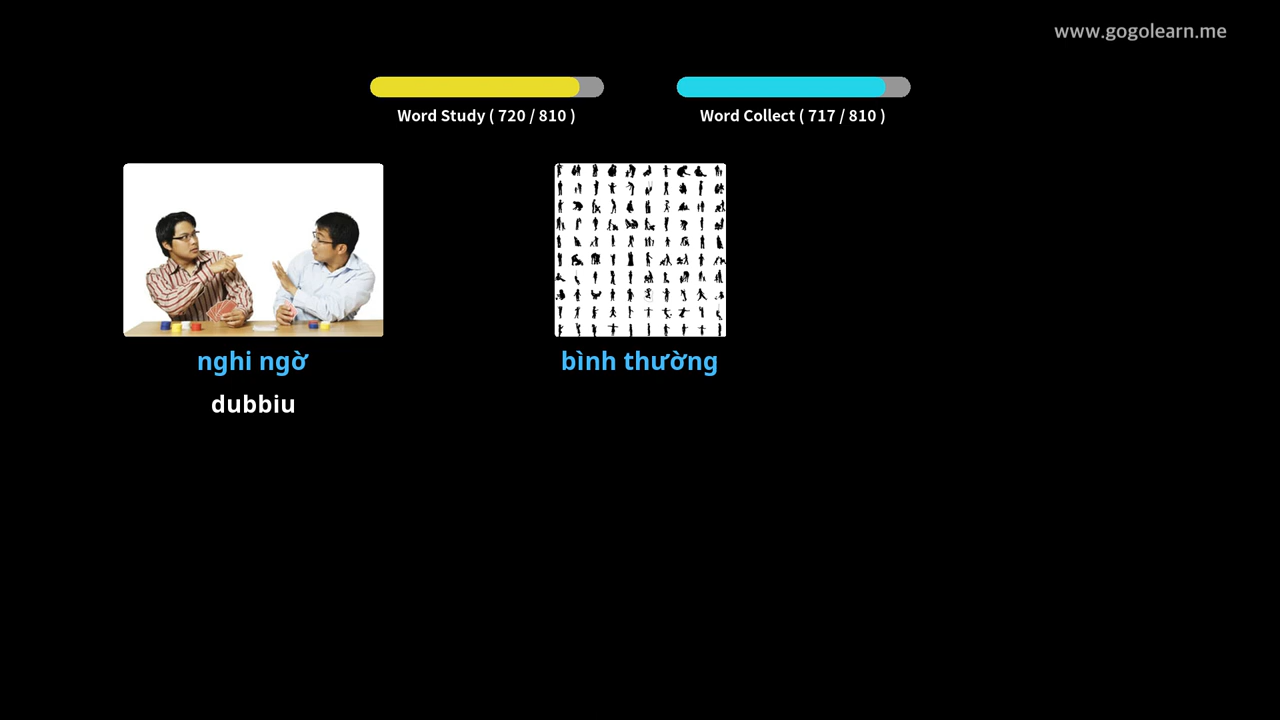 www.gogolearn.me
Word Study ( 720 / 810 )
Word Collect ( 717 / 810 )
nghi ngờ
bình thường
dubbiu